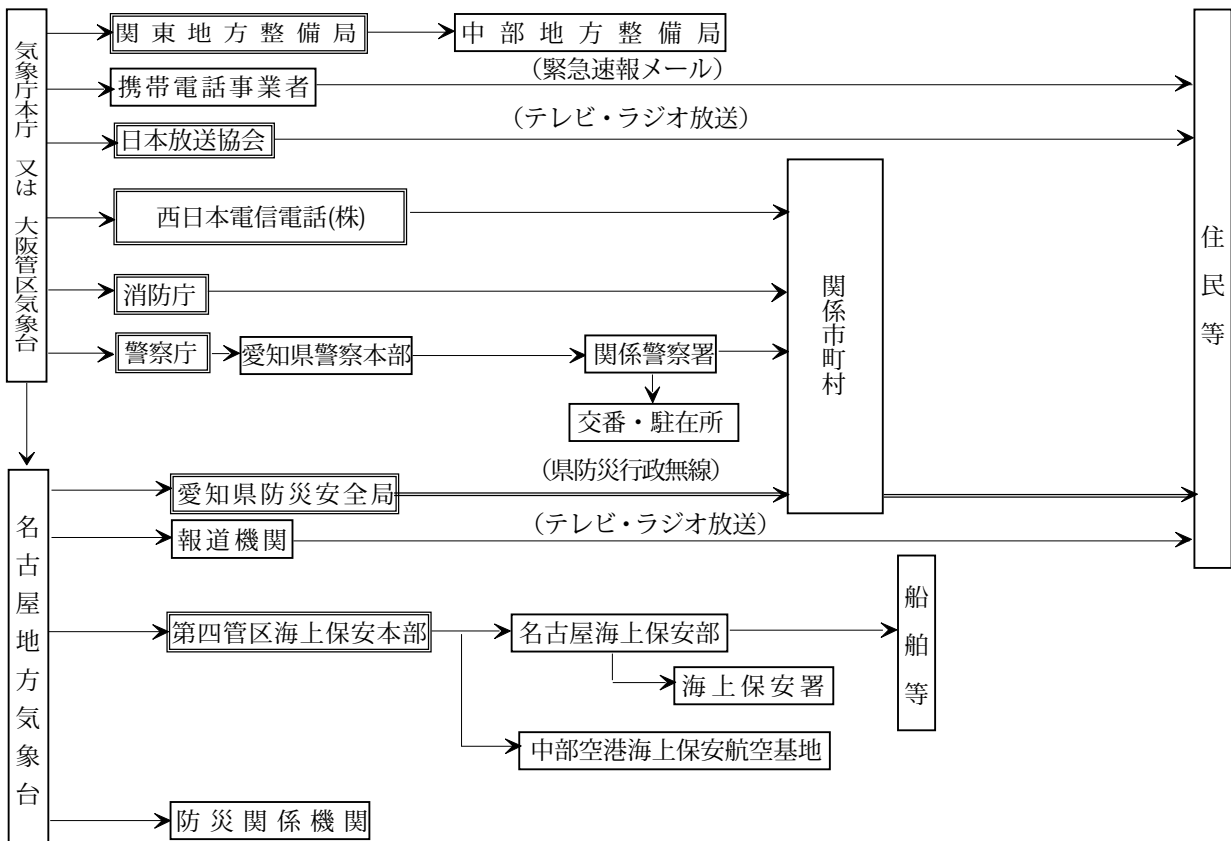 気象庁本庁 又は 大阪管区気象台
関東地方整備局
中部地方整備局
携帯電話事業者
（緊急速報メール）
日本放送協会
（テレビ・ラジオ放送）
西日本電信電話(株)
消防庁
警察庁
愛知県警察本部
関係警察署
交番・駐在所
関係市町村
住民等
名古屋地方気象台
愛知県防災安全局
（県防災行政無線）
報道機関
（テレビ・ラジオ放送）
第四管区海上保安本部
名古屋海上保安部
海上保安署
中部空港海上保安航空基地
船舶等
防災関係機関